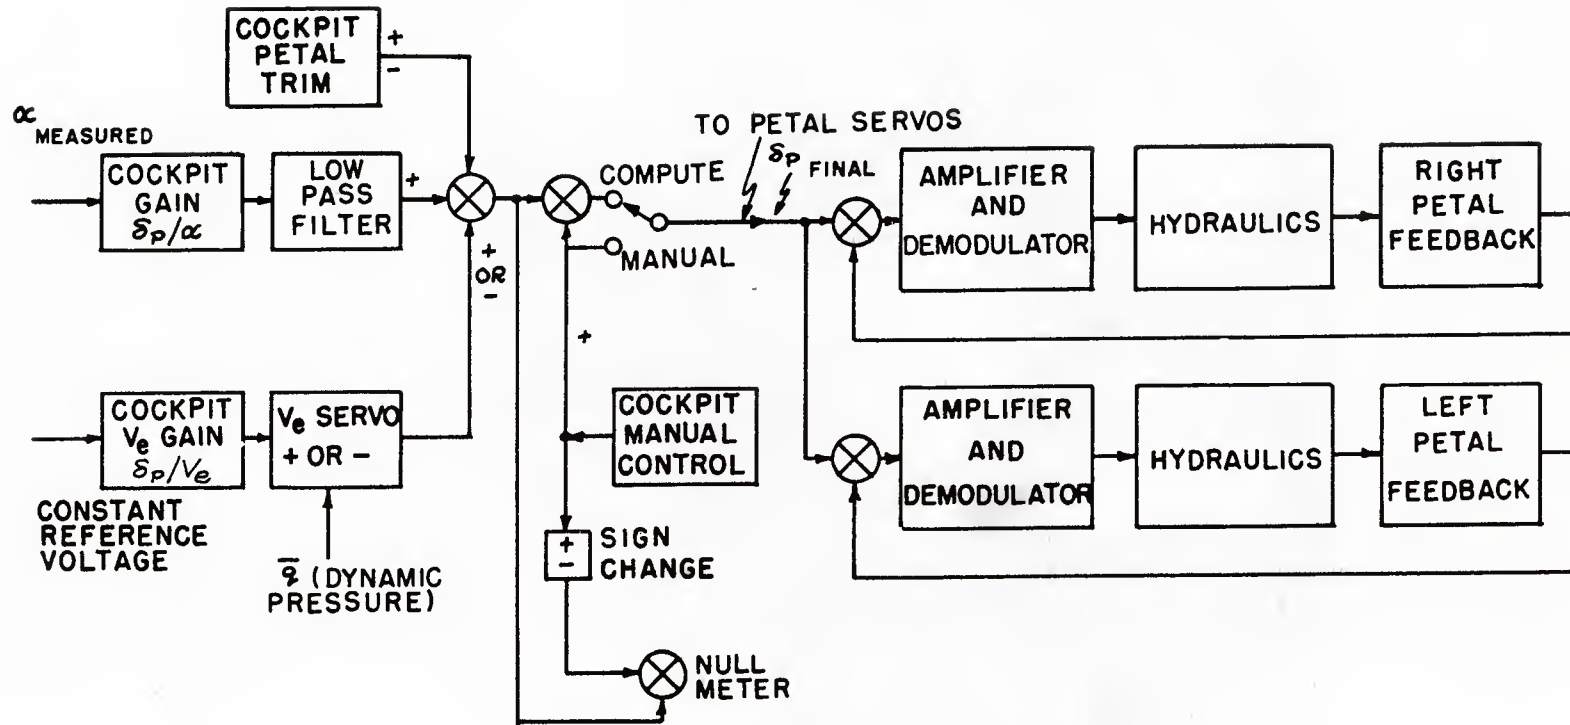 COCKPIT
PETAL
TRIM
+
-
α MEASURED
COCKPIT
GAIN
δP/α
LOW
PASS
FILTER
+
+
OR
-
COCKPIT
Ve GAIN
δP/Ve
Ve SERVO
+ OR -
CONSTANT
REFERENCE
VOLTAGE
q̅ (DYNAMIC
PRESSURE)
COMPUTE
MANUAL
+
COCKPIT
MANUAL
CONTROL
+
-
SIGN
CHANGE
NULL
METER
TO PETAL SERVOS
δP FINAL
AMPLIFIER
AND
DEMODULATOR
HYDRAULICS
RIGHT
PETAL
FEEDBACK
AMPLIFIER
AND
DEMODULATOR
HYDRAULICS
LEFT
PETAL
FEEDBACK